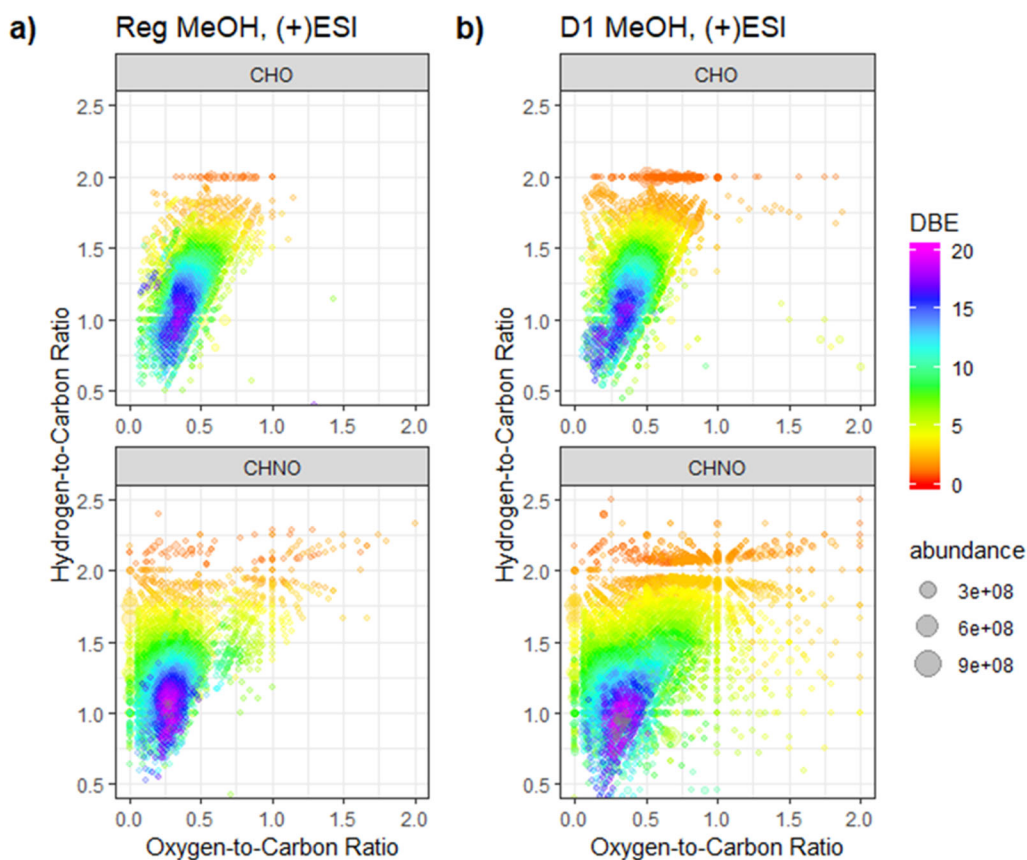 a) Reg MeOH, (+)ESI
CHO
2.5
2.0
1.5
1.0
0.5
0.0 0.5 1.0 1.5 2.0
CHNO
2.5
2.0
1.5
1.0
0.5
0.0 0.5 1.0 1.5 2.0
Hydrogen-to-Carbon Ratio
Oxygen-to-Carbon Ratio
b) D1 MeOH, (+)ESI
CHO
2.5
2.0
1.5
1.0
0.5
0.0 0.5 1.0 1.5 2.0
CHNO
2.5
2.0
1.5
1.0
0.5
0.0 0.5 1.0 1.5 2.0
Hydrogen-to-Carbon Ratio
Oxygen-to-Carbon Ratio
DBE
20
15
10
5
0
abundance
3e+08
6e+08
9e+08